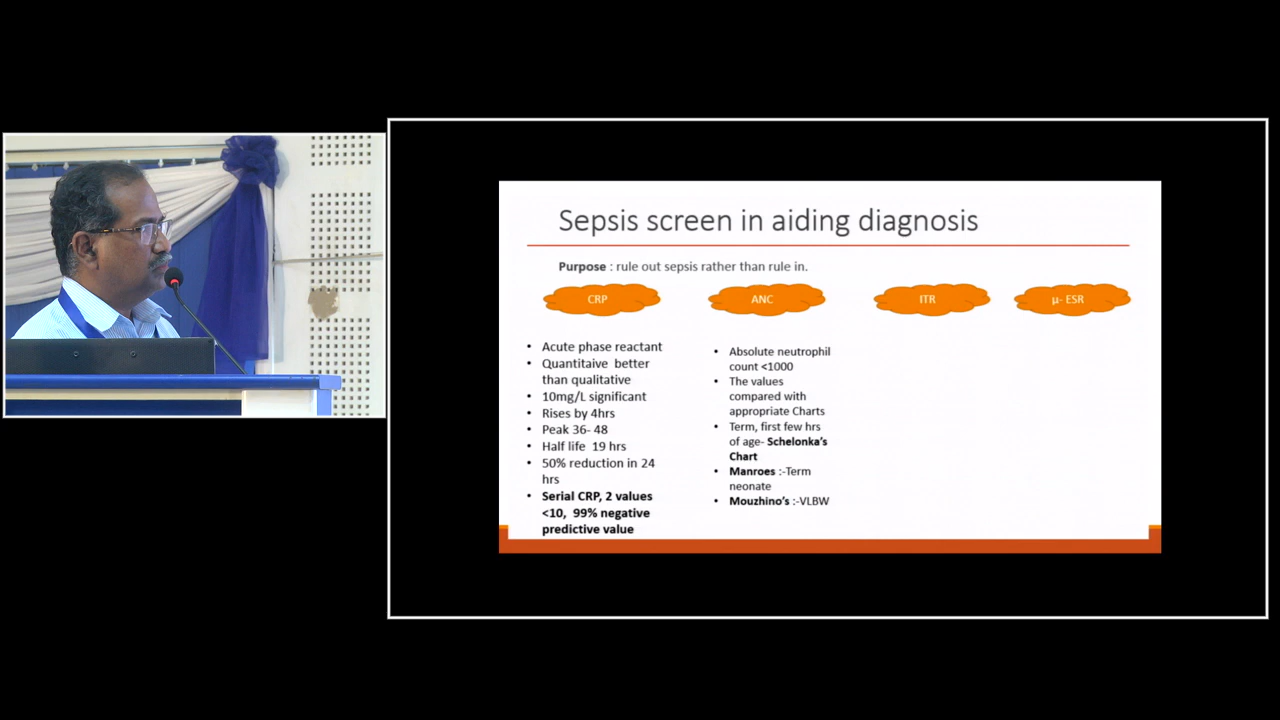 Sepsis screen in aiding diagnosis
Purpose : rule out sepsis rather than rule in.
CRP
ANC
ITR
µ- ESR
• Acute phase reactant
• Quantitaive better
than qualitative
• 10mg/L significant
• Rises by 4hrs
• Peak 36- 48
• Half life 19 hrs
• 50% reduction in 24
hrs
• Serial CRP, 2 values
<10, 99% negative
predictive value
• Absolute neutrophil
count <1000
• The values
compared with
appropriate Charts
• Term, first few hrs
of age- Schelonka's
Chart
• Manroes :-Term
neonate
• Mouzhino's :-VLBW